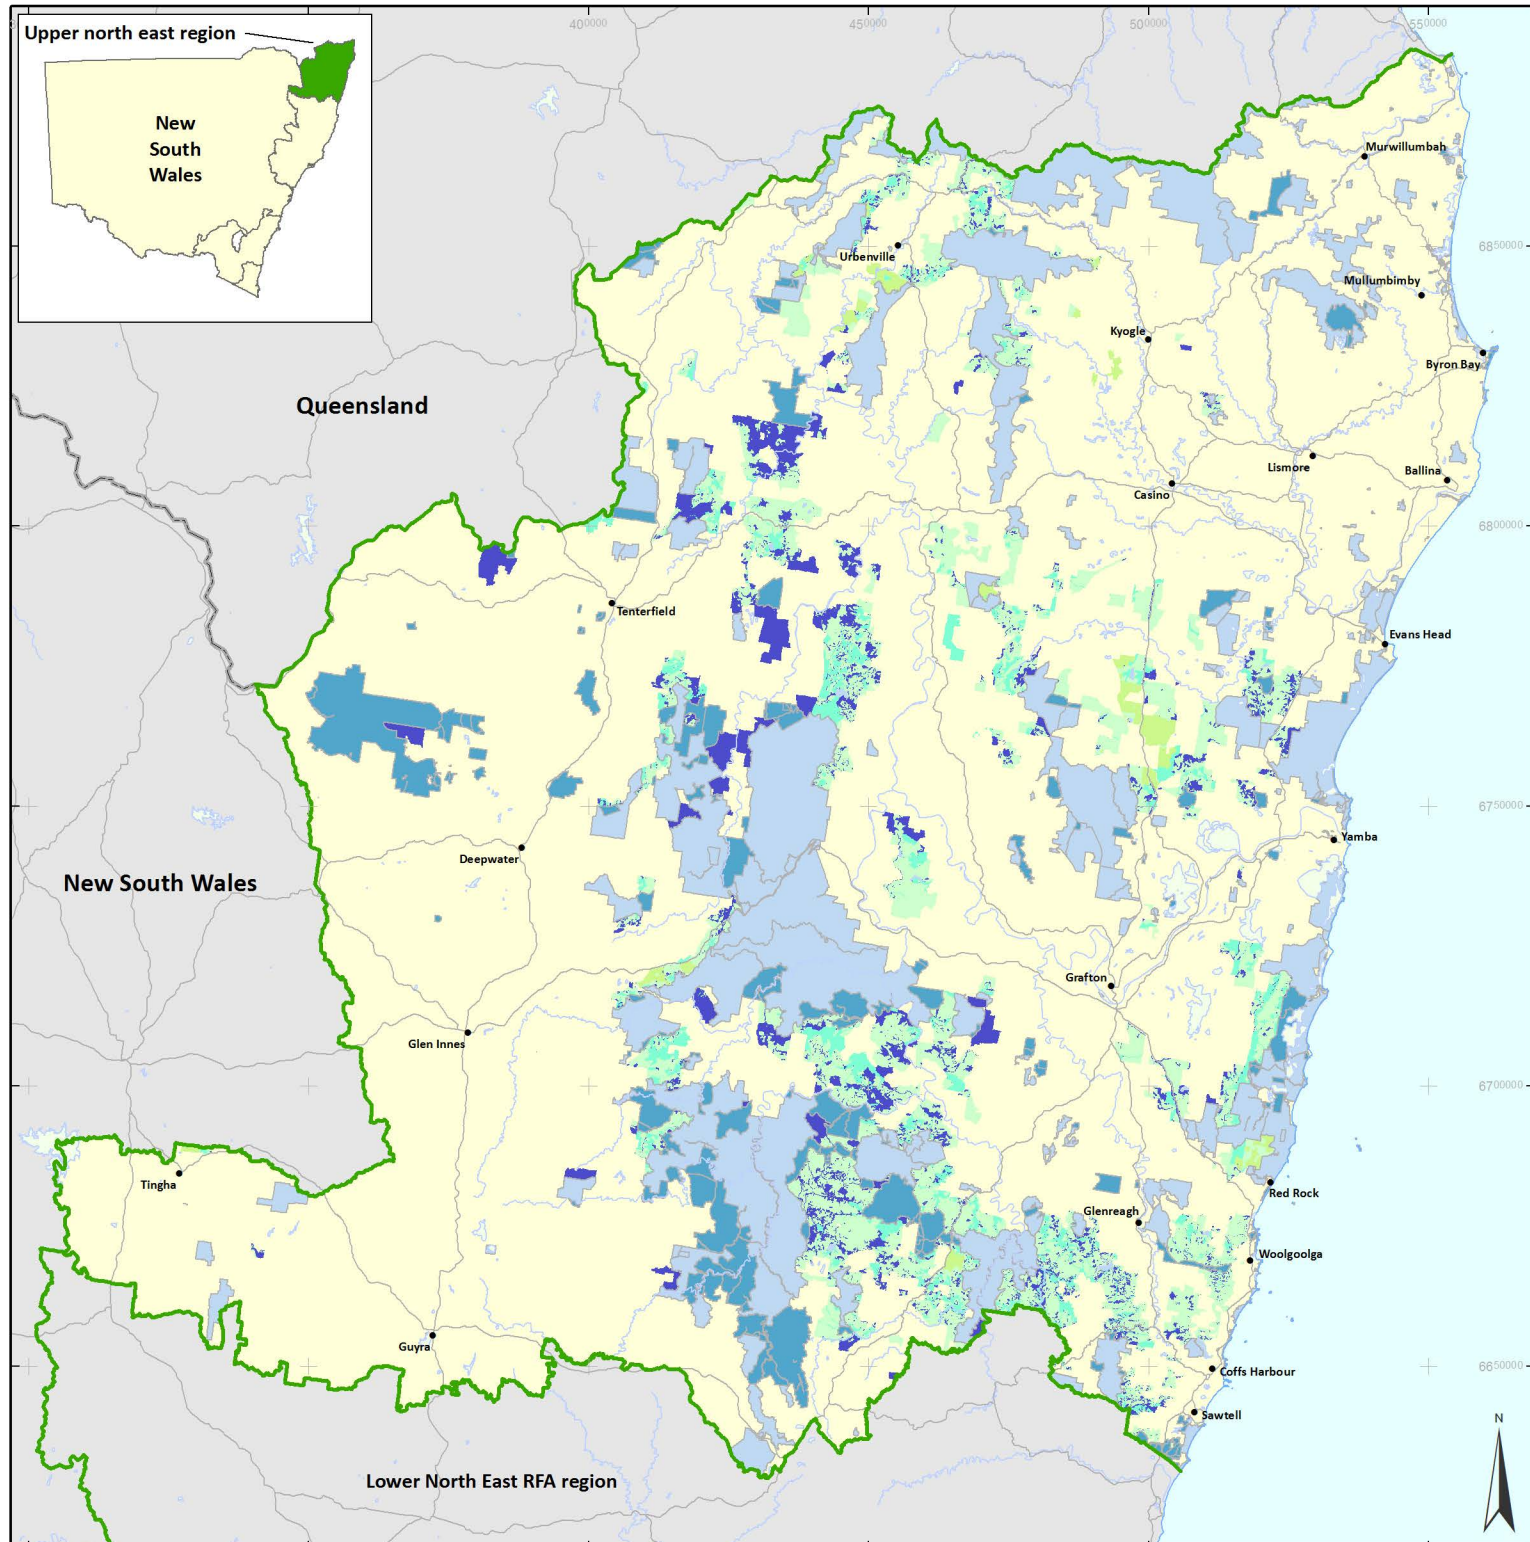 400000
450000
500000
550000
Upper north east region
New
South
Wales
Murwillumbah
6850000
Urbenville
Mullumbimby
Kyogle
Byron Bay
Queensland
Lismore
Ballina
Casino
6800000
Tenterfield
Evans Head
6750000
Yamba
Deepwater
New South Wales
Grafton
Glen Innes
6700000
Tingha
Red Rock
Glenreagh
Woolgoolga
Guyra
6650000
Coffs Harbour
Sawtell
N
Lower North East RFA region